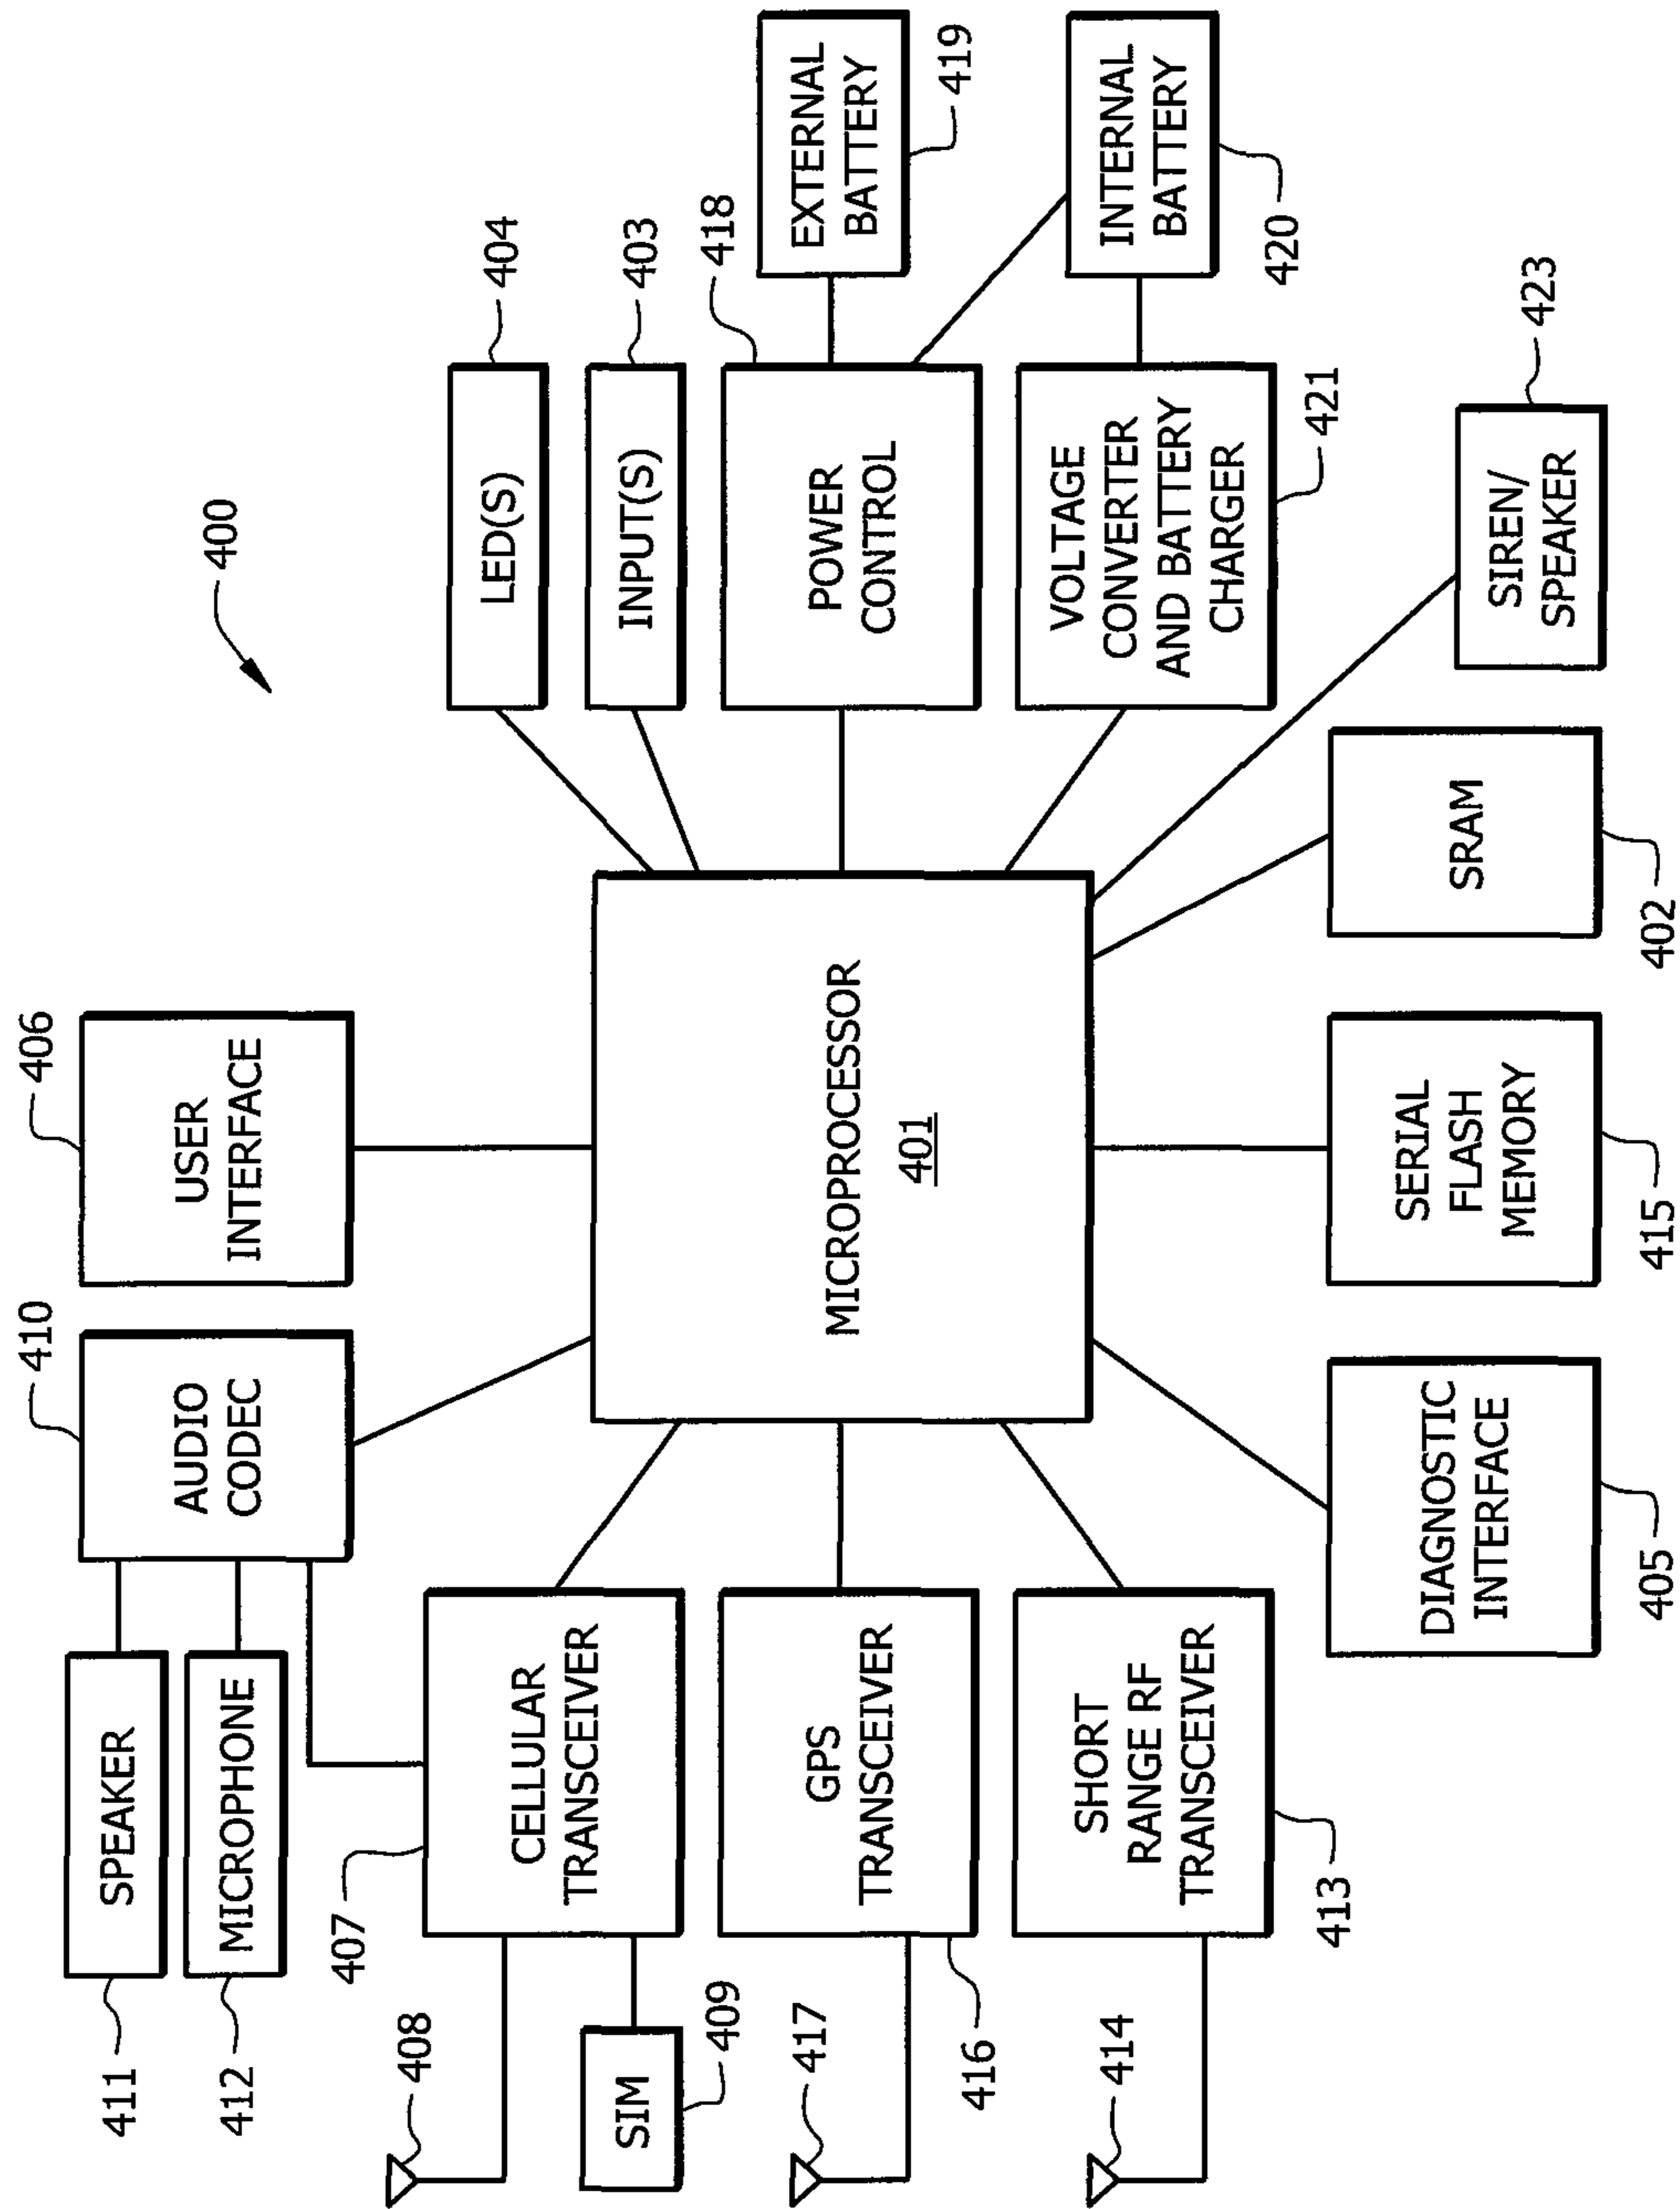 400
411
SPEAKER
412
MICROPHONE
410
AUDIO
CODEC
406
USER
INTERFACE
404
LED(S)
403
INPUT(S)
418
POWER
CONTROL
EXTERNAL
BATTERY
419
INTERNAL
BATTERY
420
VOLTAGE
CONVERTER
AND BATTERY
CHARGER
421
408
407
CELLULAR
TRANSCEIVER
SIM
409
417
GPS
TRANSCEIVER
416
414
SHORT
RANGE RF
TRANSCEIVER
413
MICROPROCESSOR
401
DIAGNOSTIC
INTERFACE
405
SERIAL
FLASH
MEMORY
415
SRAM
402
SIREN/
SPEAKER
423